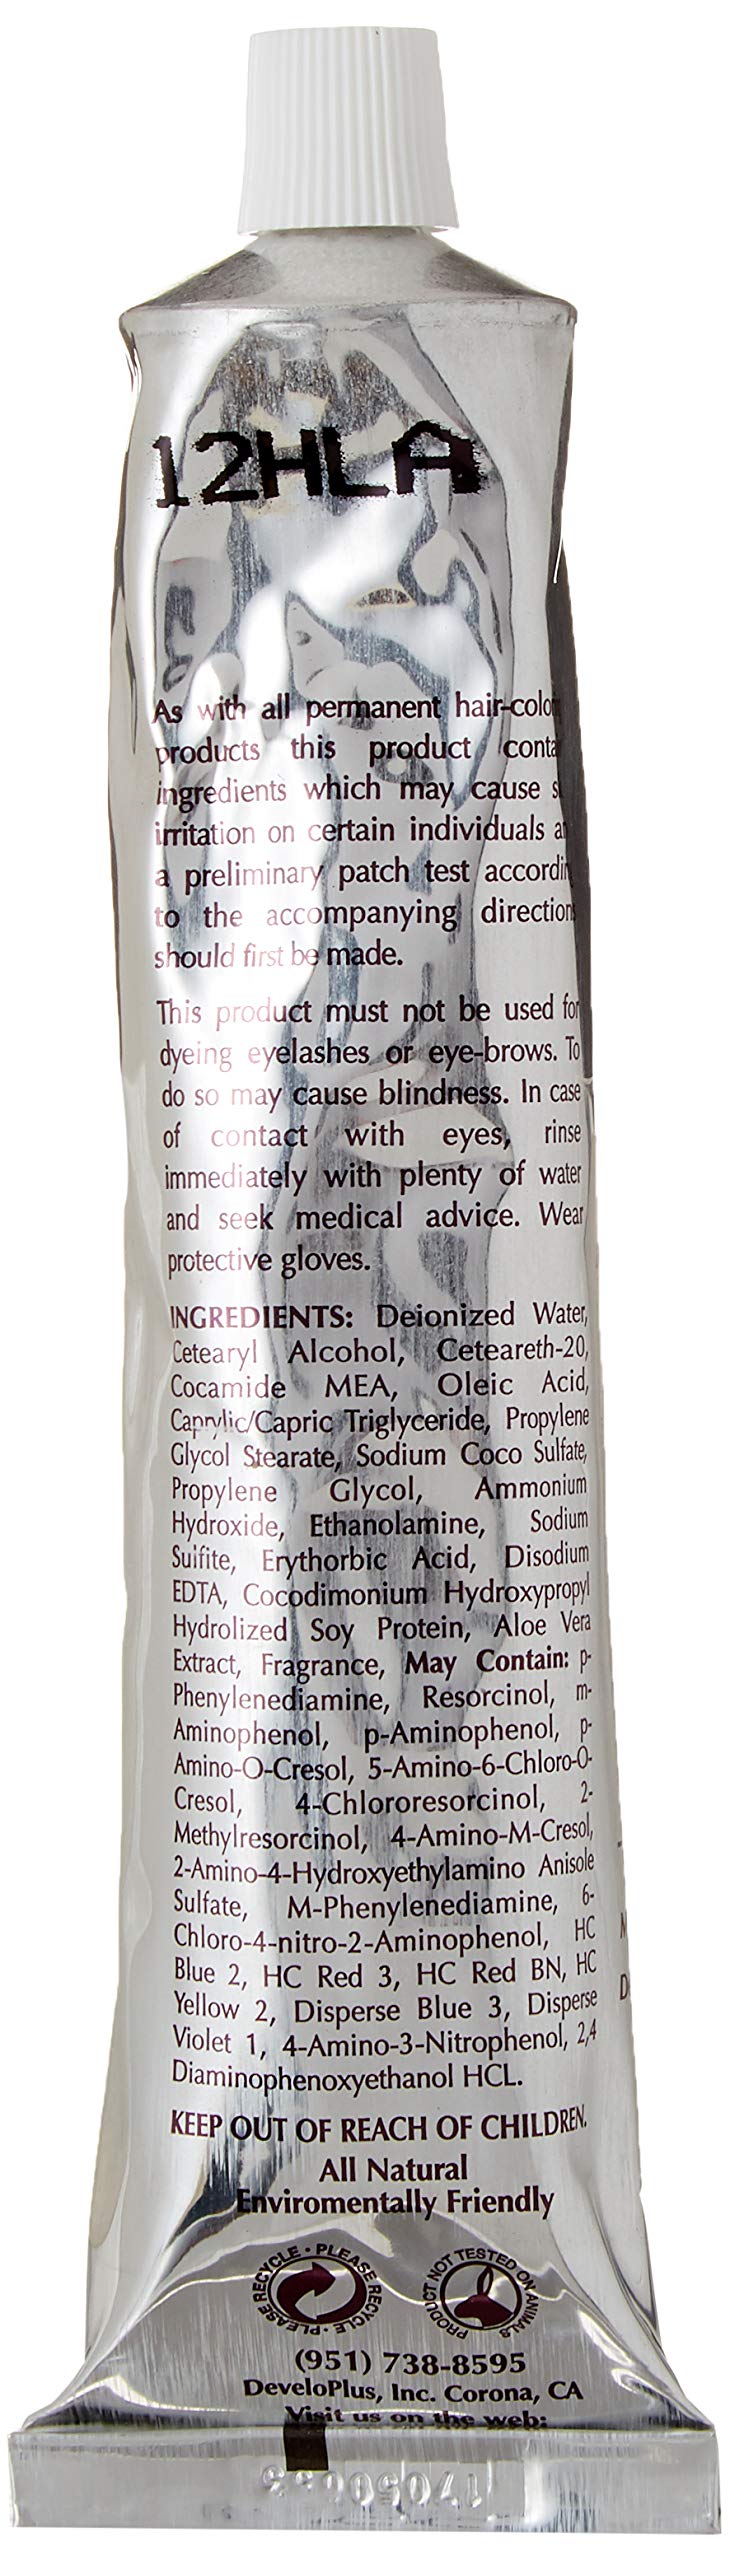 12HLA
As with all permanent hair-color
products this product
ingredients which may cause
irritation on certain individuals
a preliminary patch test
to the accompanying directions
should first be made.
This product must not be used for
dyeing eyelashes or eye-brows. To
do so may cause blindness. In case
of contact with eyes, rinse
immediately with plenty of water
and seek medical advice. Wear
protective gloves.
INGREDIENTS: Deionized Water,
Cetearyl Alcohol, Ceteareth-20,
Cocamide MEA, Oleic Acid,
Caprylic/Capric Triglyceride, Propylene
Glycol Stearate, Sodium Coco Sulfate,
Propylene Glycol, Ammonium
Hydroxide, Ethanolamine, Sodium
Sulfite, Erythorbic Acid, Disodium
EDTA, Cocodimonium Hydroxypropyl
Hydrolized Soy Protein, Aloe Vera
Extract, Fragrance, May Contain: p-
Phenylenediamine, Resorcinol, m-
Aminophenol, p-Aminophenol, p-
Amino-O-Cresol, 5-Amino-6-Chloro-O-
Cresol, 4-Chlororesorcinol, 2-
Methylresorcinol, 4-Amino-M-Cresol,
2-Amino-4-Hydroxyethylamino Anisole
Sulfate, M-Phenylenediamine, 6-
Chloro-4-nitro-2-Aminophenol, HC
Blue 2, HC Red 3, HC Red BN, HC
Yellow 2, Disperse Blue 3, Disperse
Violet 1, 4-Amino-3-Nitrophenol, 2,4
Diaminophenoxyethanol HCL.
KEEP OUT OF REACH OF CHILDREN.
All Natural
Enviromentally Friendly
PLEASE RECYCLE • PLEASE RECYCLE •
PRODUCT NOT TESTED ON ANIMALS
(951) 738-8595
DeveloPlus, Inc. Corona, CA
Visit us on the web: